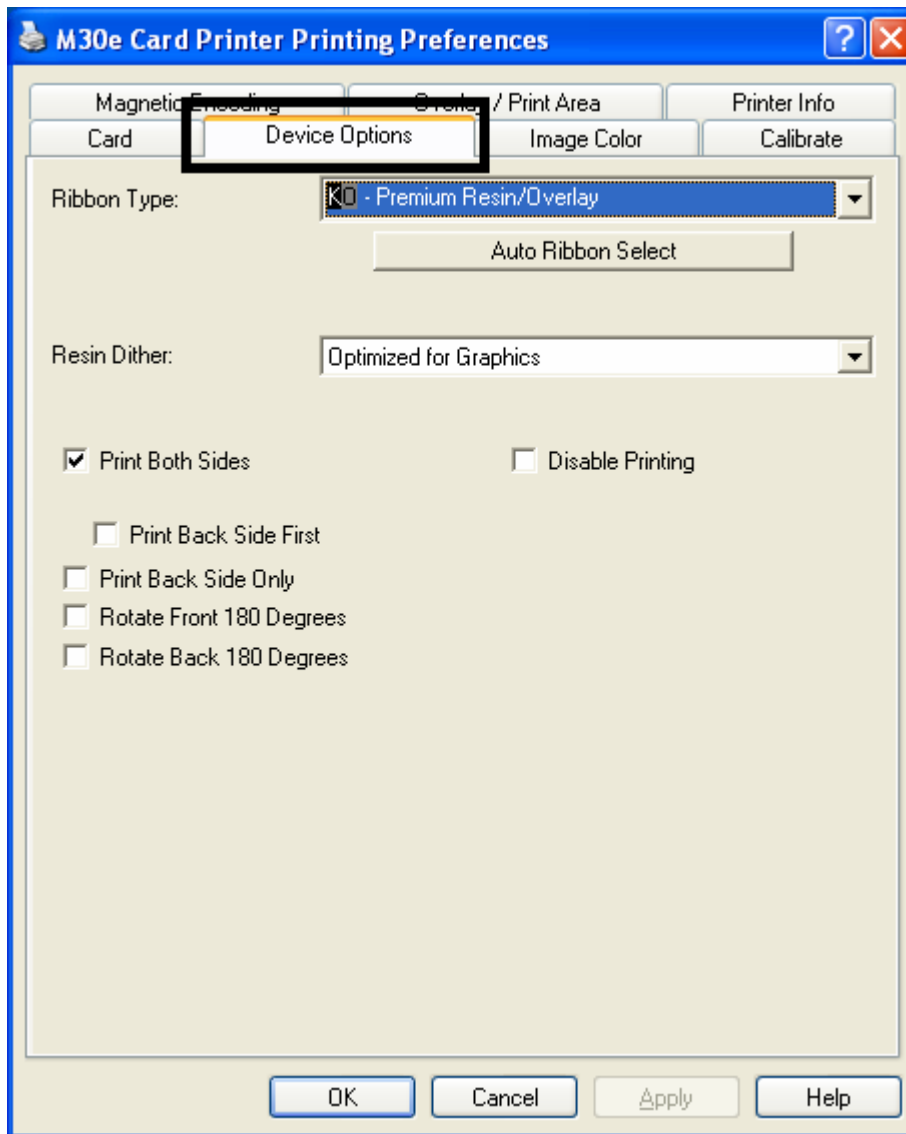 M30e Card Printer Printing Preferences
Magnetic Encoding Overlay / Print Area Printer Info
Card Device Options Image Color Calibrate
Ribbon Type: KO - Premium Resin/Overlay
Auto Ribbon Select
Resin Dither: Optimized for Graphics
Print Both Sides Disable Printing
Print Back Side First
Print Back Side Only
Rotate Front 180 Degrees
Rotate Back 180 Degrees
OK Cancel Apply Help